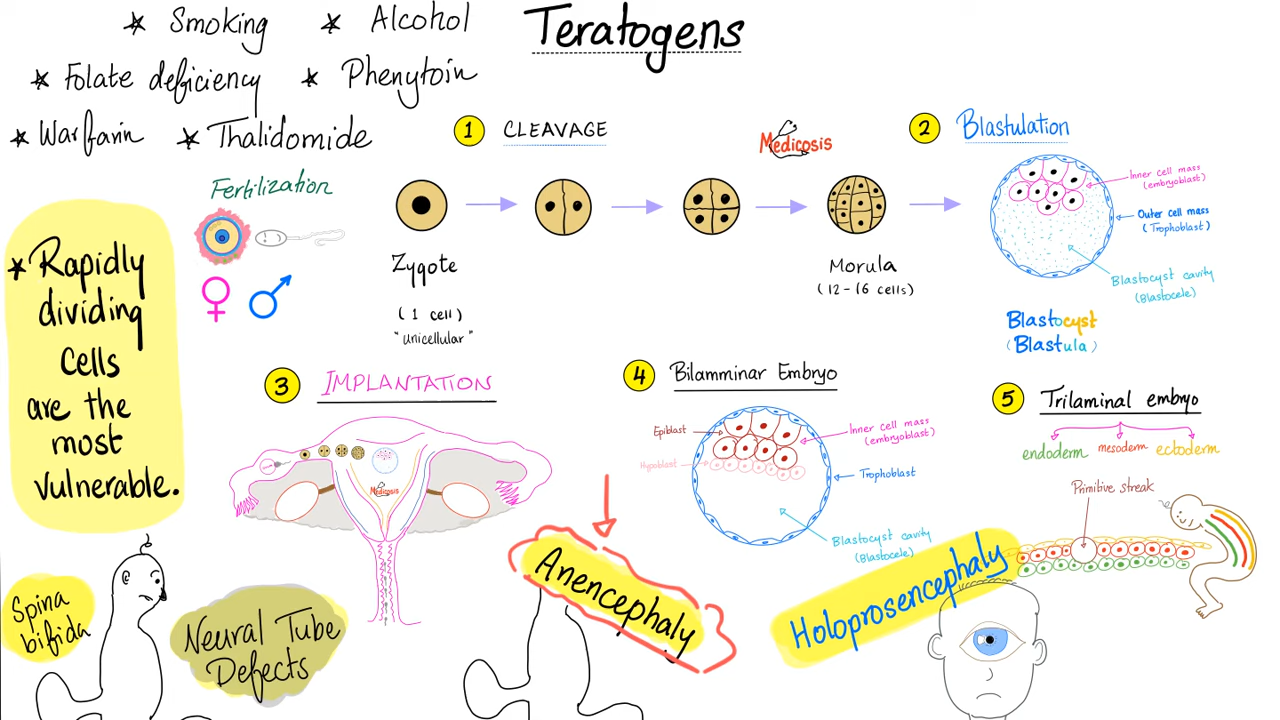 Teratogens
* Smoking * Alcohol
* Folate deficiency * Phenytoin
* Warfarin * Thalidomide
* Rapidly
dividing
cells
are the
most
vulnerable.
Fertilization
1 CLEAVAGE
Zygote
(1 cell)
"unicellular"
Morula
(12-16 cells)
Medicosis
2 Blastulation
Inner cell mass
(embryoblast)
Outer cell mass
(Trophoblast)
Blastocyst cavity
(Blastocele)
Blastocyst
(Blastula)
3 IMPLANTATION
Medicosis
4 Bilamminar Embryo
Epiblast
Hypoblast
Inner cell mass
(embryoblast)
Trophoblast
Blastocyst cavity
(Blastocele)
5 Trilaminal embryo
endoderm mesoderm ectoderm
Primitive streak
Spina
bifida
Neural Tube
Defects
Anencephaly
Holoprosencephaly